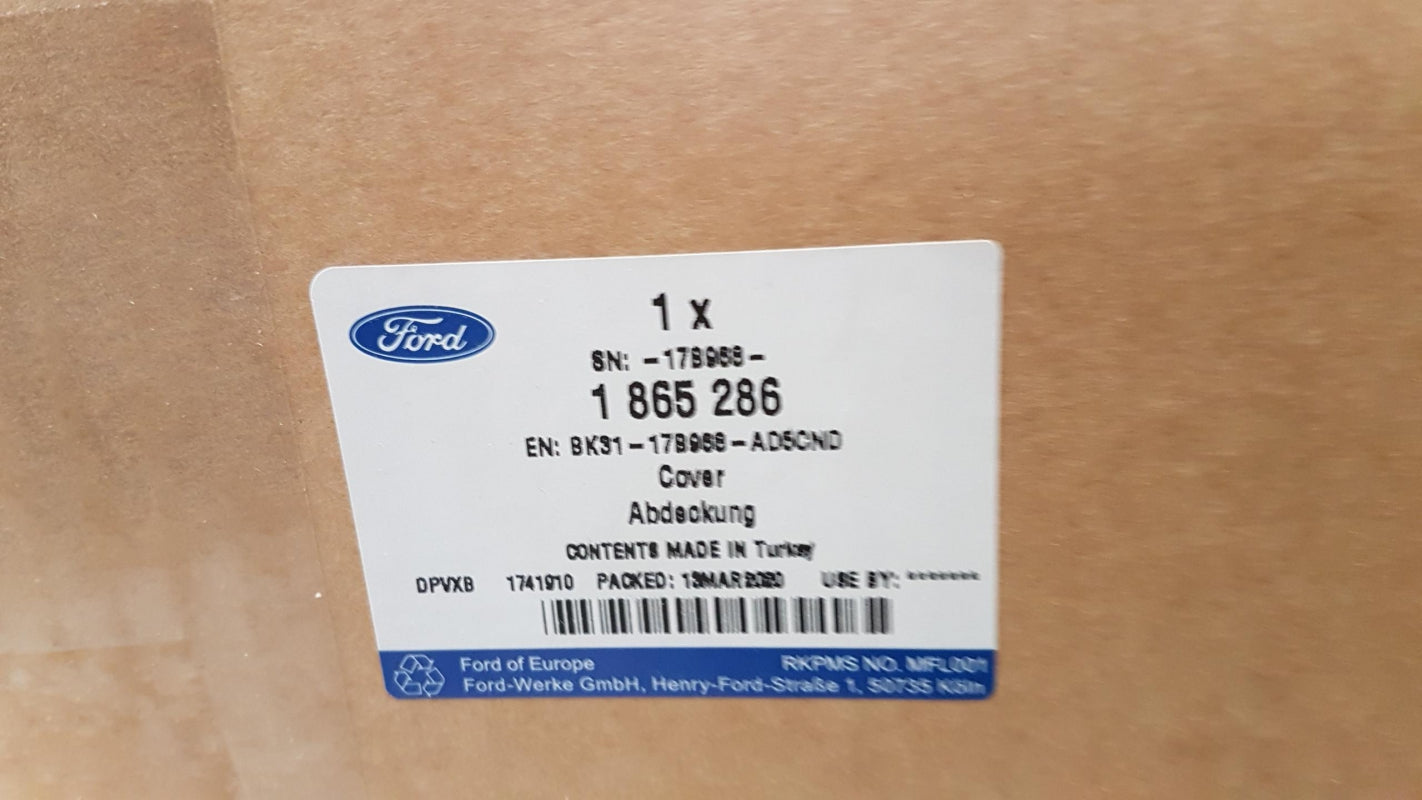 Ford
1 x
SN: -17B968-
1 865 286
EN: BK31-17B968-AD5CND
Cover
Abdeckung
CONTENTS MADE IN Turkey
DPVXB 1741910 PACKED: 13MAR2020 USE BY: *******
Ford of Europe RKPMS NO. MFL001
Ford-Werke GmbH, Henry-Ford-Straße 1, 50735 Köln